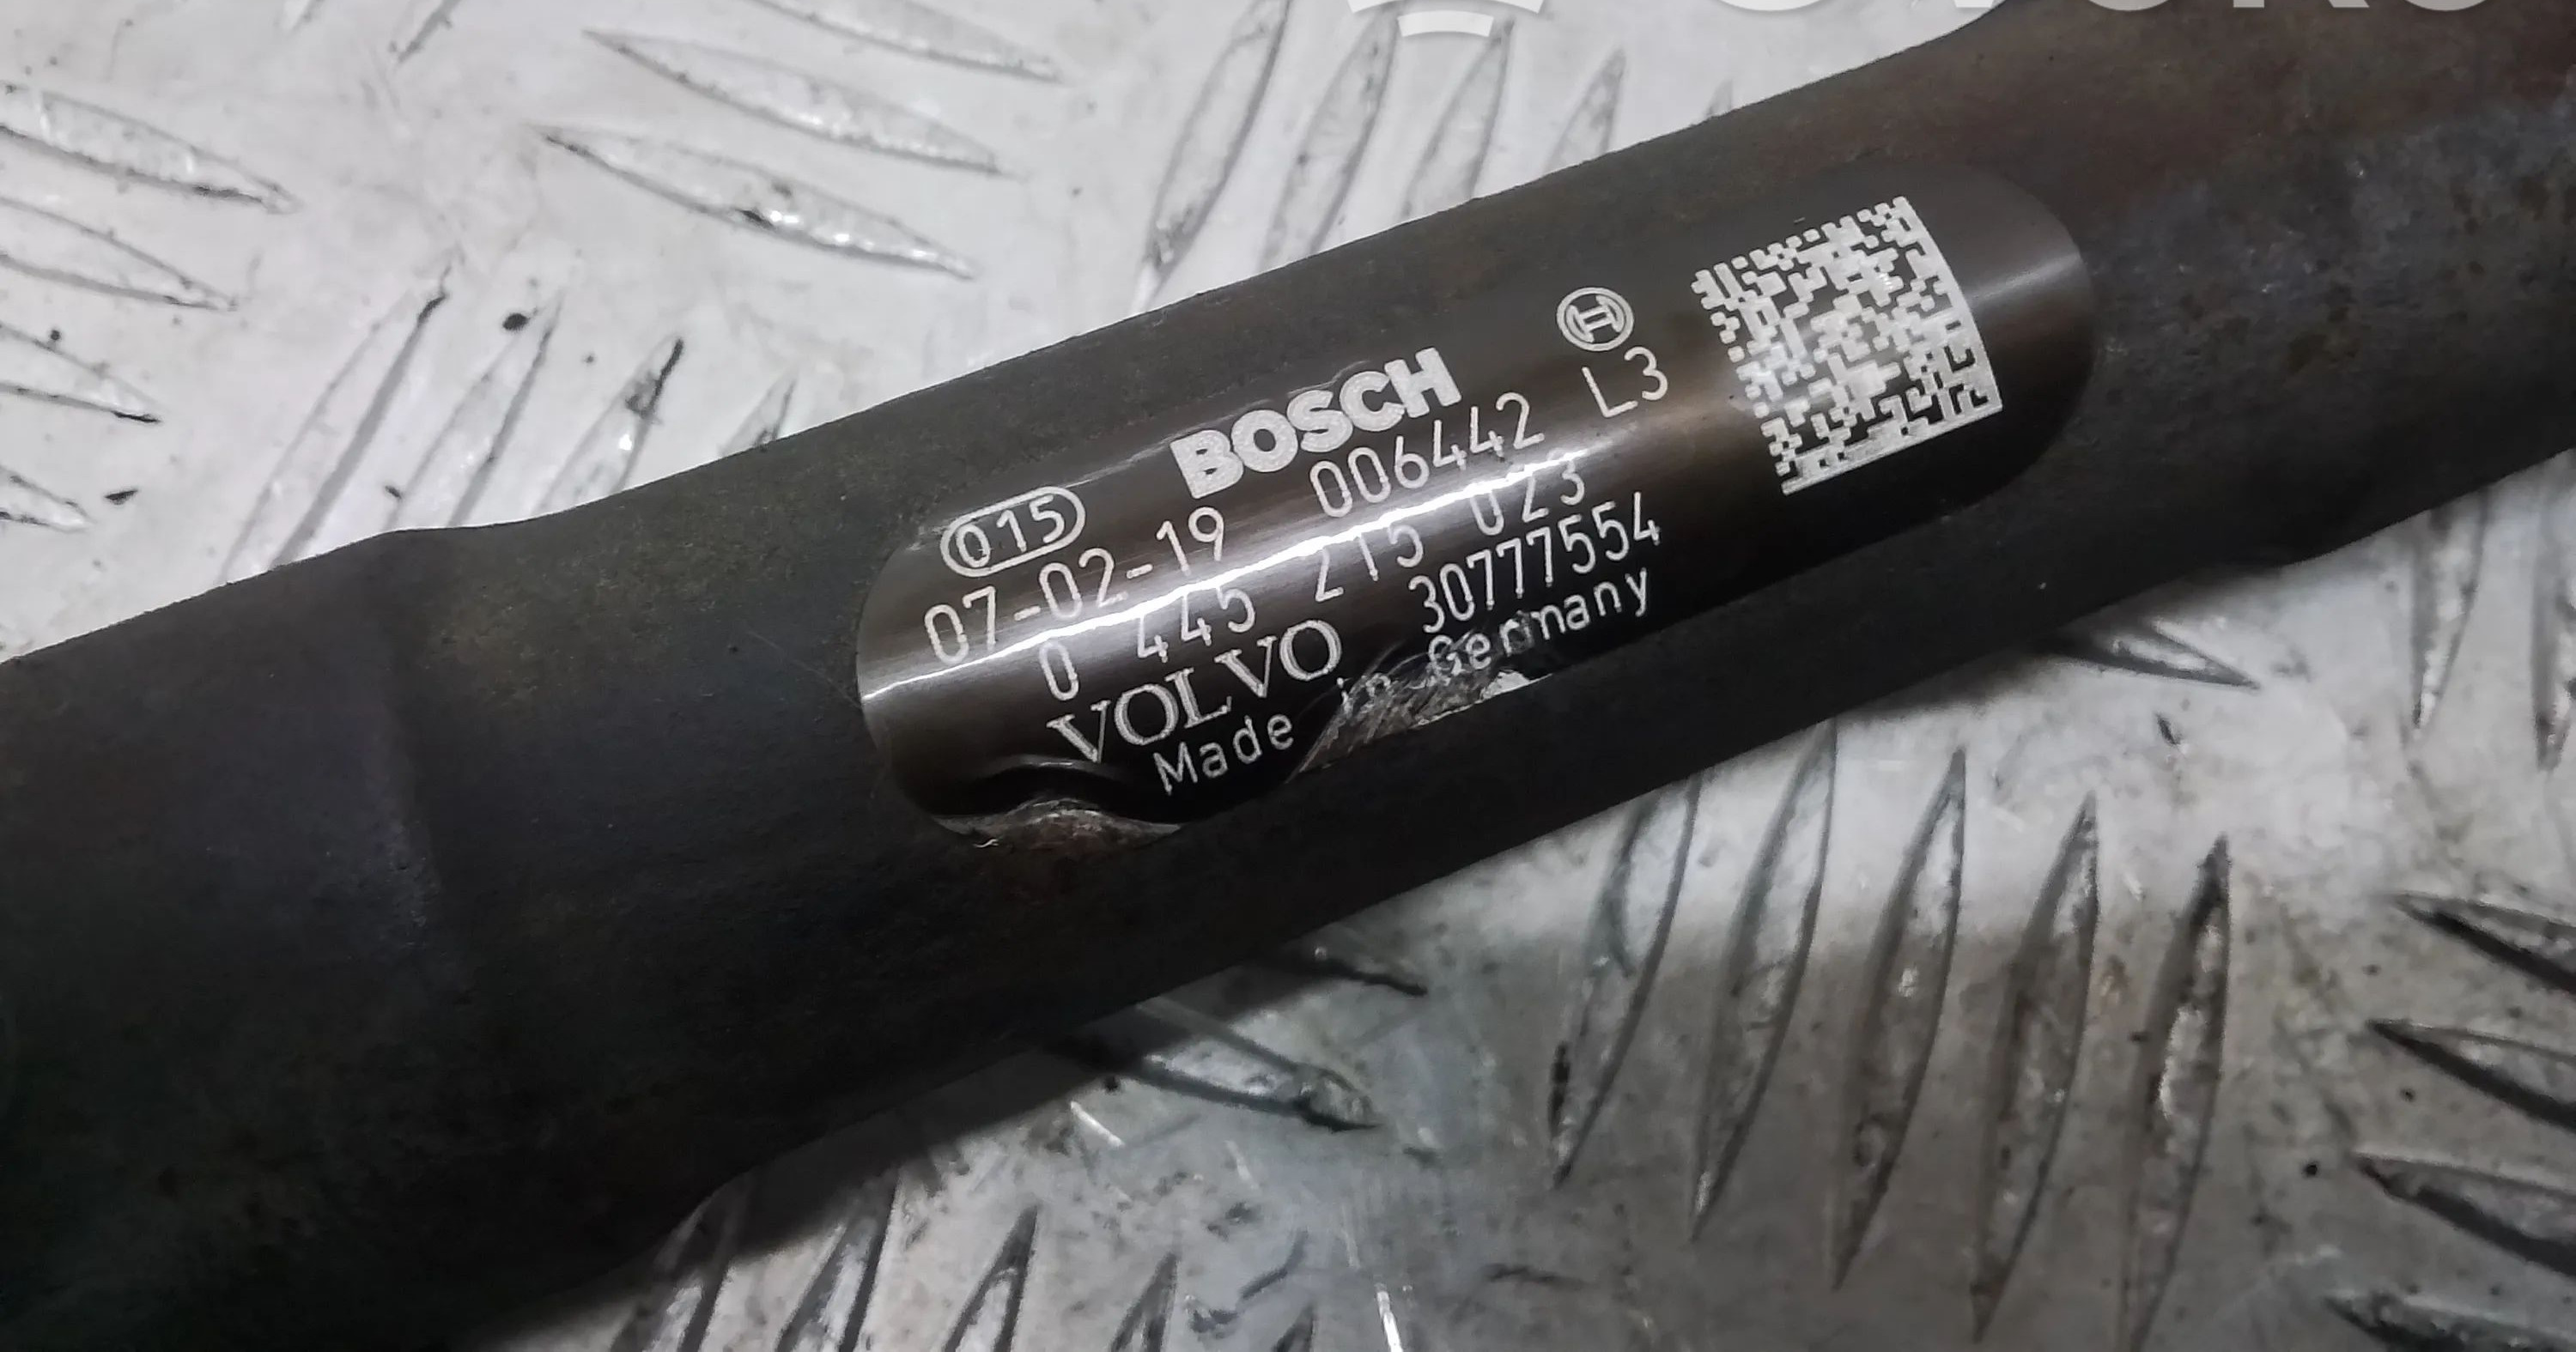 BOSCH
015
07-02-19 006442 L3
0 445 215 023
VOLVO 30777554
Made in Germany